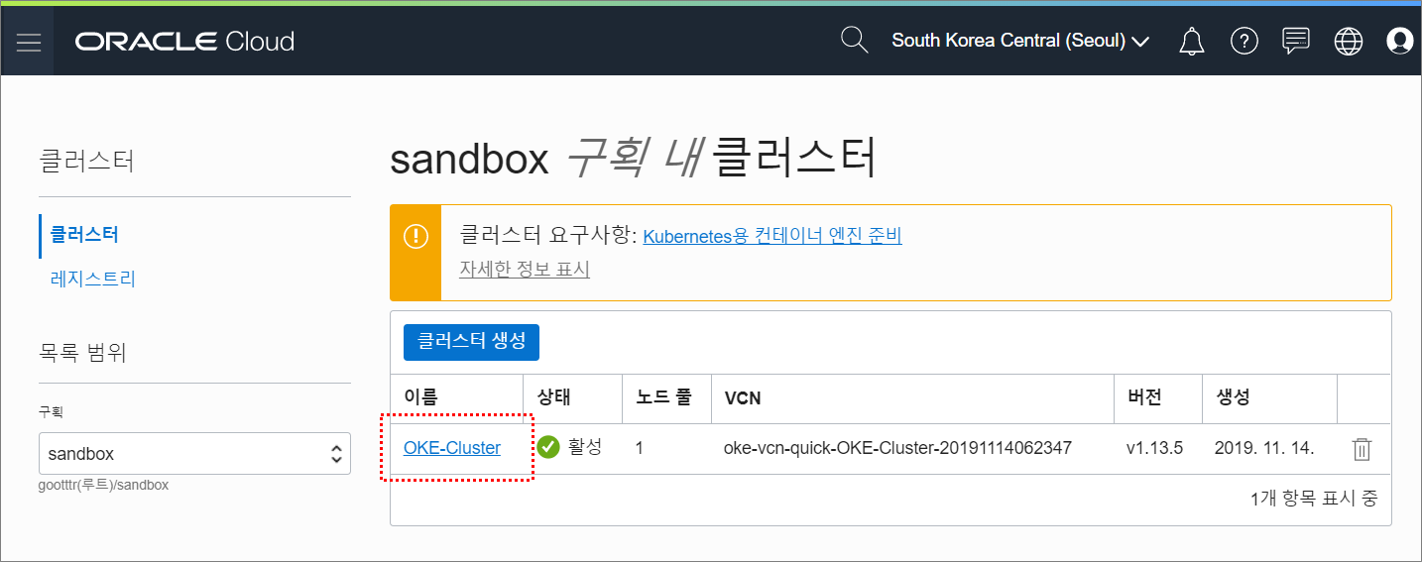 ORACLE Cloud
South Korea Central (Seoul)
클러스터
클러스터
레지스트리
목록 범위
구획
sandbox
gootttr(루트)/sandbox
sandbox 구획 내 클러스터
클러스터 요구사항: Kubernetes용 컨테이너 엔진 준비
자세한 정보 표시
클러스터 생성
이름 상태 노드 풀 VCN 버전 생성
OKE-Cluster 활성 1 oke-vcn-quick-OKE-Cluster-20191114062347 v1.13.5 2019. 11. 14.
1개 항목 표시 중